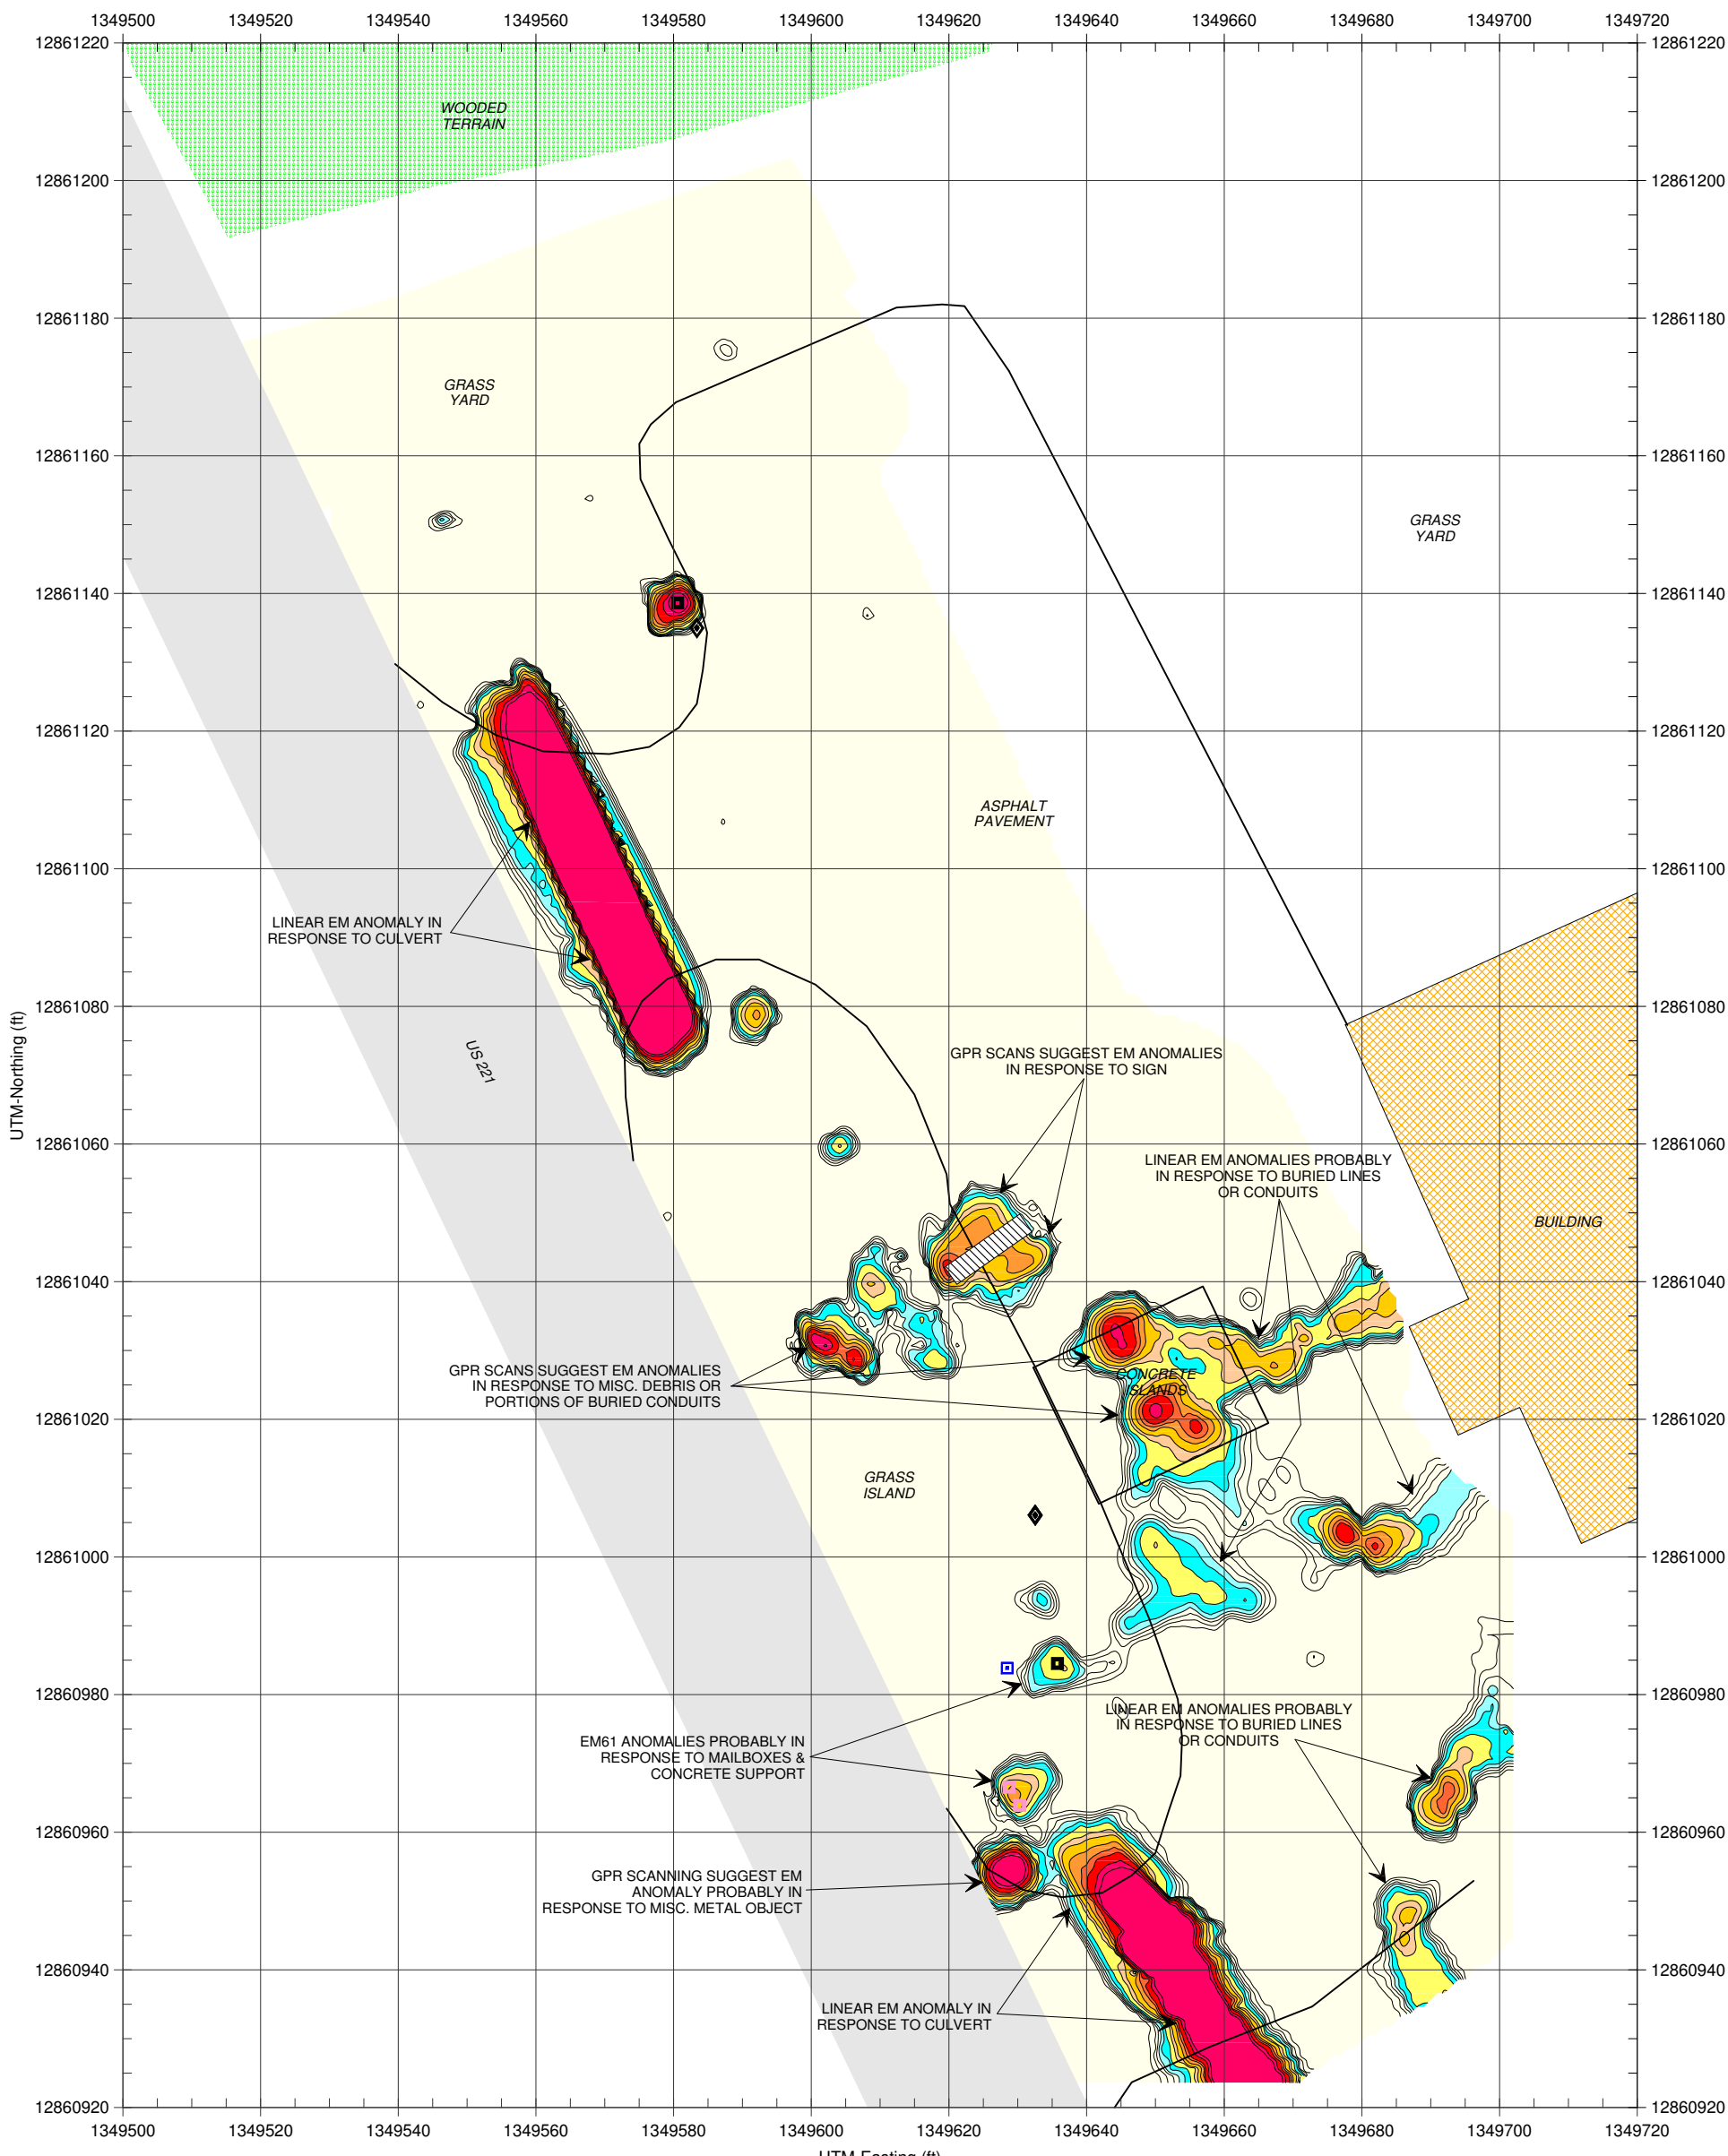 1349500 1349520 1349540 1349560 1349580 1349600 1349620 1349640 1349660 1349680 1349700 1349720
12861220 12861220
WOODED
TERRAIN
12861200 12861200
12861180 12861180
GRASS
YARD
12861160 12861160
GRASS
YARD
12861140 12861140
12861120 12861120
ASPHALT
PAVEMENT
12861100 12861100
LINEAR EM ANOMALY IN
RESPONSE TO CULVERT
12861080 12861080
UTM-Northing (ft)
US 221
GPR SCANS SUGGEST EM ANOMALIES
IN RESPONSE TO SIGN
12861060 12861060
LINEAR EM ANOMALIES PROBABLY
IN RESPONSE TO BURIED LINES
OR CONDUITS
BUILDING
12861040 12861040
GPR SCANS SUGGEST EM ANOMALIES
IN RESPONSE TO MISC. DEBRIS OR
PORTIONS OF BURIED CONDUITS
CONCRETE
ISLANDS
12861020 12861020
GRASS
ISLAND
12861000 12861000
12860980 12860980
LINEAR EM ANOMALIES PROBABLY
IN RESPONSE TO BURIED LINES
OR CONDUITS
EM61 ANOMALIES PROBABLY IN
RESPONSE TO MAILBOXES &
CONCRETE SUPPORT
12860960 12860960
GPR SCANNING SUGGEST EM
ANOMALY PROBABLY IN
RESPONSE TO MISC. METAL OBJECT
12860940 12860940
LINEAR EM ANOMALY IN
RESPONSE TO CULVERT
12860920 12860920
1349500 1349520 1349540 1349560 1349580 1349600 1349620 1349640 1349660 1349680 1349700 1349720
UTM-Easting (ft)